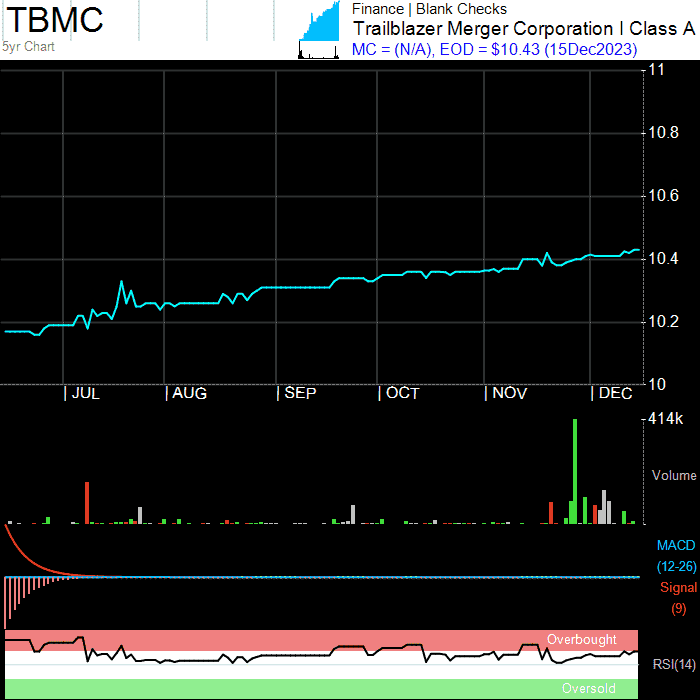 TBMC
5yr Chart
Finance | Blank Checks
Trailblazer Merger Corporation I Class A
MC = (N/A), EOD = $10.43 (15Dec2023)
11
10.8
10.6
10.4
10.2
10
| JUL | AUG | SEP | OCT | NOV | DEC
414k
Volume
MACD
(12-26)
Signal
(9)
Overbought
RSI(14)
Oversold